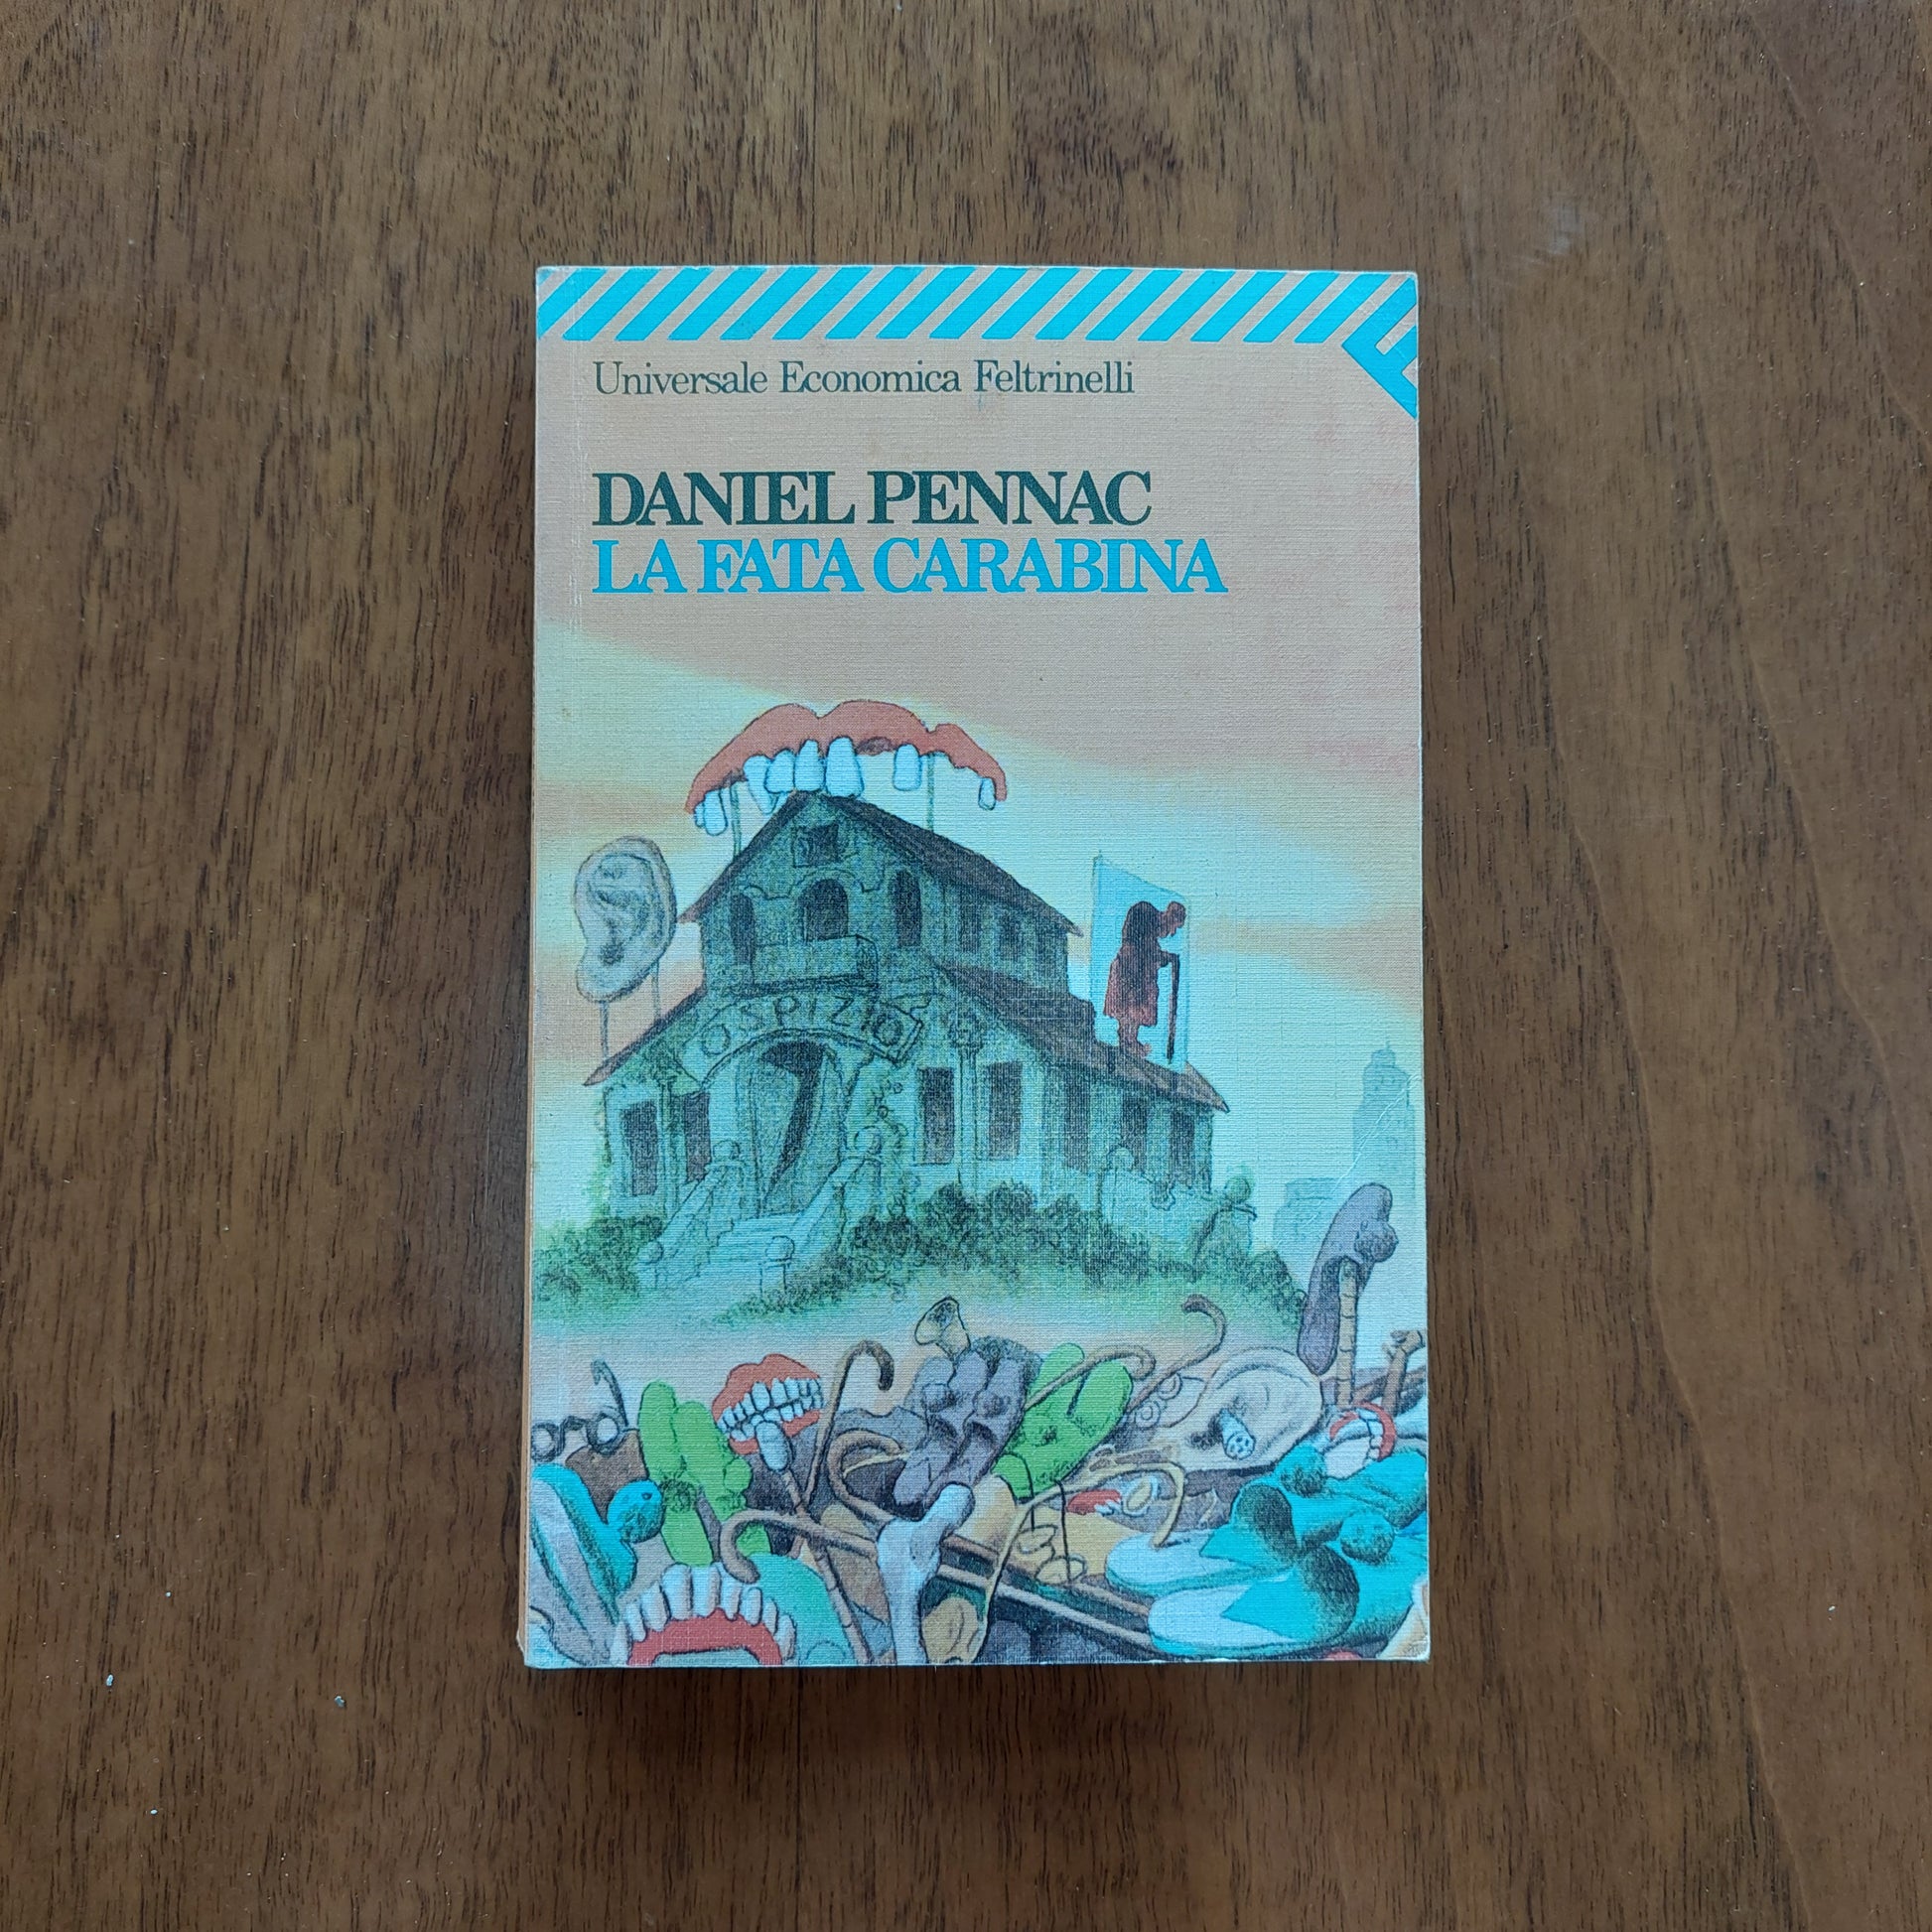 Universale Economica Feltrinelli
DANIEL PENNAC
LA FATA CARABINA
OSPIZIO